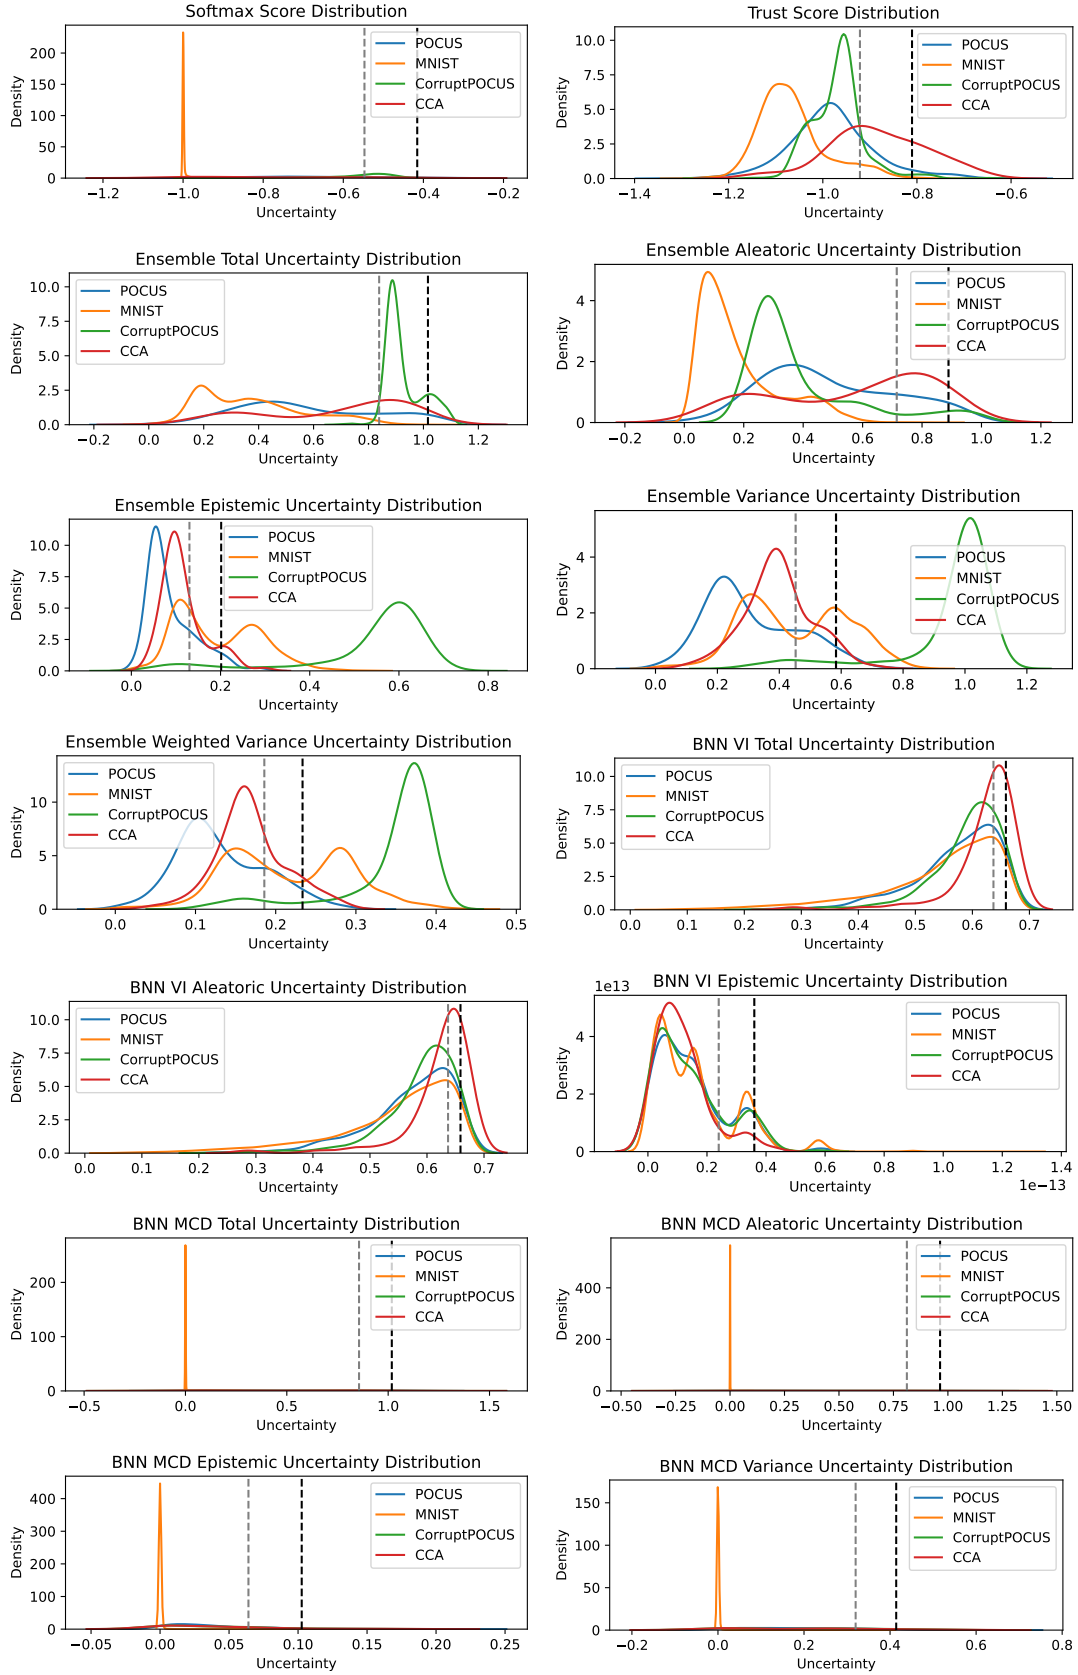 Softmax Score Distribution
Density
200
150
100
50
0
POCUS
MNIST
CorruptPOCUS
CCA
−1.2 −1.0 −0.8 −0.6 −0.4 −0.2
Uncertainty
Trust Score Distribution
Density
10.0
7.5
5.0
2.5
0.0
POCUS
MNIST
CorruptPOCUS
CCA
−1.4 −1.2 −1.0 −0.8 −0.6
Uncertainty
Ensemble Total Uncertainty Distribution
Density
10.0
7.5
5.0
2.5
0.0
POCUS
MNIST
CorruptPOCUS
CCA
−0.2 0.0 0.2 0.4 0.6 0.8 1.0 1.2
Uncertainty
Ensemble Aleatoric Uncertainty Distribution
Density
4
2
0
POCUS
MNIST
CorruptPOCUS
CCA
−0.2 0.0 0.2 0.4 0.6 0.8 1.0 1.2
Uncertainty
Ensemble Epistemic Uncertainty Distribution
Density
10.0
7.5
5.0
2.5
0.0
POCUS
MNIST
CorruptPOCUS
CCA
0.0 0.2 0.4 0.6 0.8
Uncertainty
Ensemble Variance Uncertainty Distribution
Density
4
2
0
POCUS
MNIST
CorruptPOCUS
CCA
0.0 0.2 0.4 0.6 0.8 1.0 1.2
Uncertainty
Ensemble Weighted Variance Uncertainty Distribution
Density
10
5
0
POCUS
MNIST
CorruptPOCUS
CCA
0.0 0.1 0.2 0.3 0.4 0.5
Uncertainty
BNN VI Total Uncertainty Distribution
Density
10.0
7.5
5.0
2.5
0.0
POCUS
MNIST
CorruptPOCUS
CCA
0.0 0.1 0.2 0.3 0.4 0.5 0.6 0.7
Uncertainty
BNN VI Aleatoric Uncertainty Distribution
Density
10.0
7.5
5.0
2.5
0.0
POCUS
MNIST
CorruptPOCUS
CCA
0.0 0.1 0.2 0.3 0.4 0.5 0.6 0.7
Uncertainty
BNN VI Epistemic Uncertainty Distribution
1e13
Density
4
2
0
POCUS
MNIST
CorruptPOCUS
CCA
0.0 0.2 0.4 0.6 0.8 1.0 1.2 1.4
Uncertainty
1e−13
BNN MCD Total Uncertainty Distribution
Density
200
100
0
POCUS
MNIST
CorruptPOCUS
CCA
−0.5 0.0 0.5 1.0 1.5
Uncertainty
BNN MCD Aleatoric Uncertainty Distribution
Density
400
200
0
POCUS
MNIST
CorruptPOCUS
CCA
−0.50 −0.25 0.00 0.25 0.50 0.75 1.00 1.25 1.50
Uncertainty
BNN MCD Epistemic Uncertainty Distribution
Density
400
300
200
100
0
POCUS
MNIST
CorruptPOCUS
CCA
−0.05 0.00 0.05 0.10 0.15 0.20 0.25
Uncertainty
BNN MCD Variance Uncertainty Distribution
Density
150
100
50
0
POCUS
MNIST
CorruptPOCUS
CCA
−0.2 0.0 0.2 0.4 0.6 0.8
Uncertainty